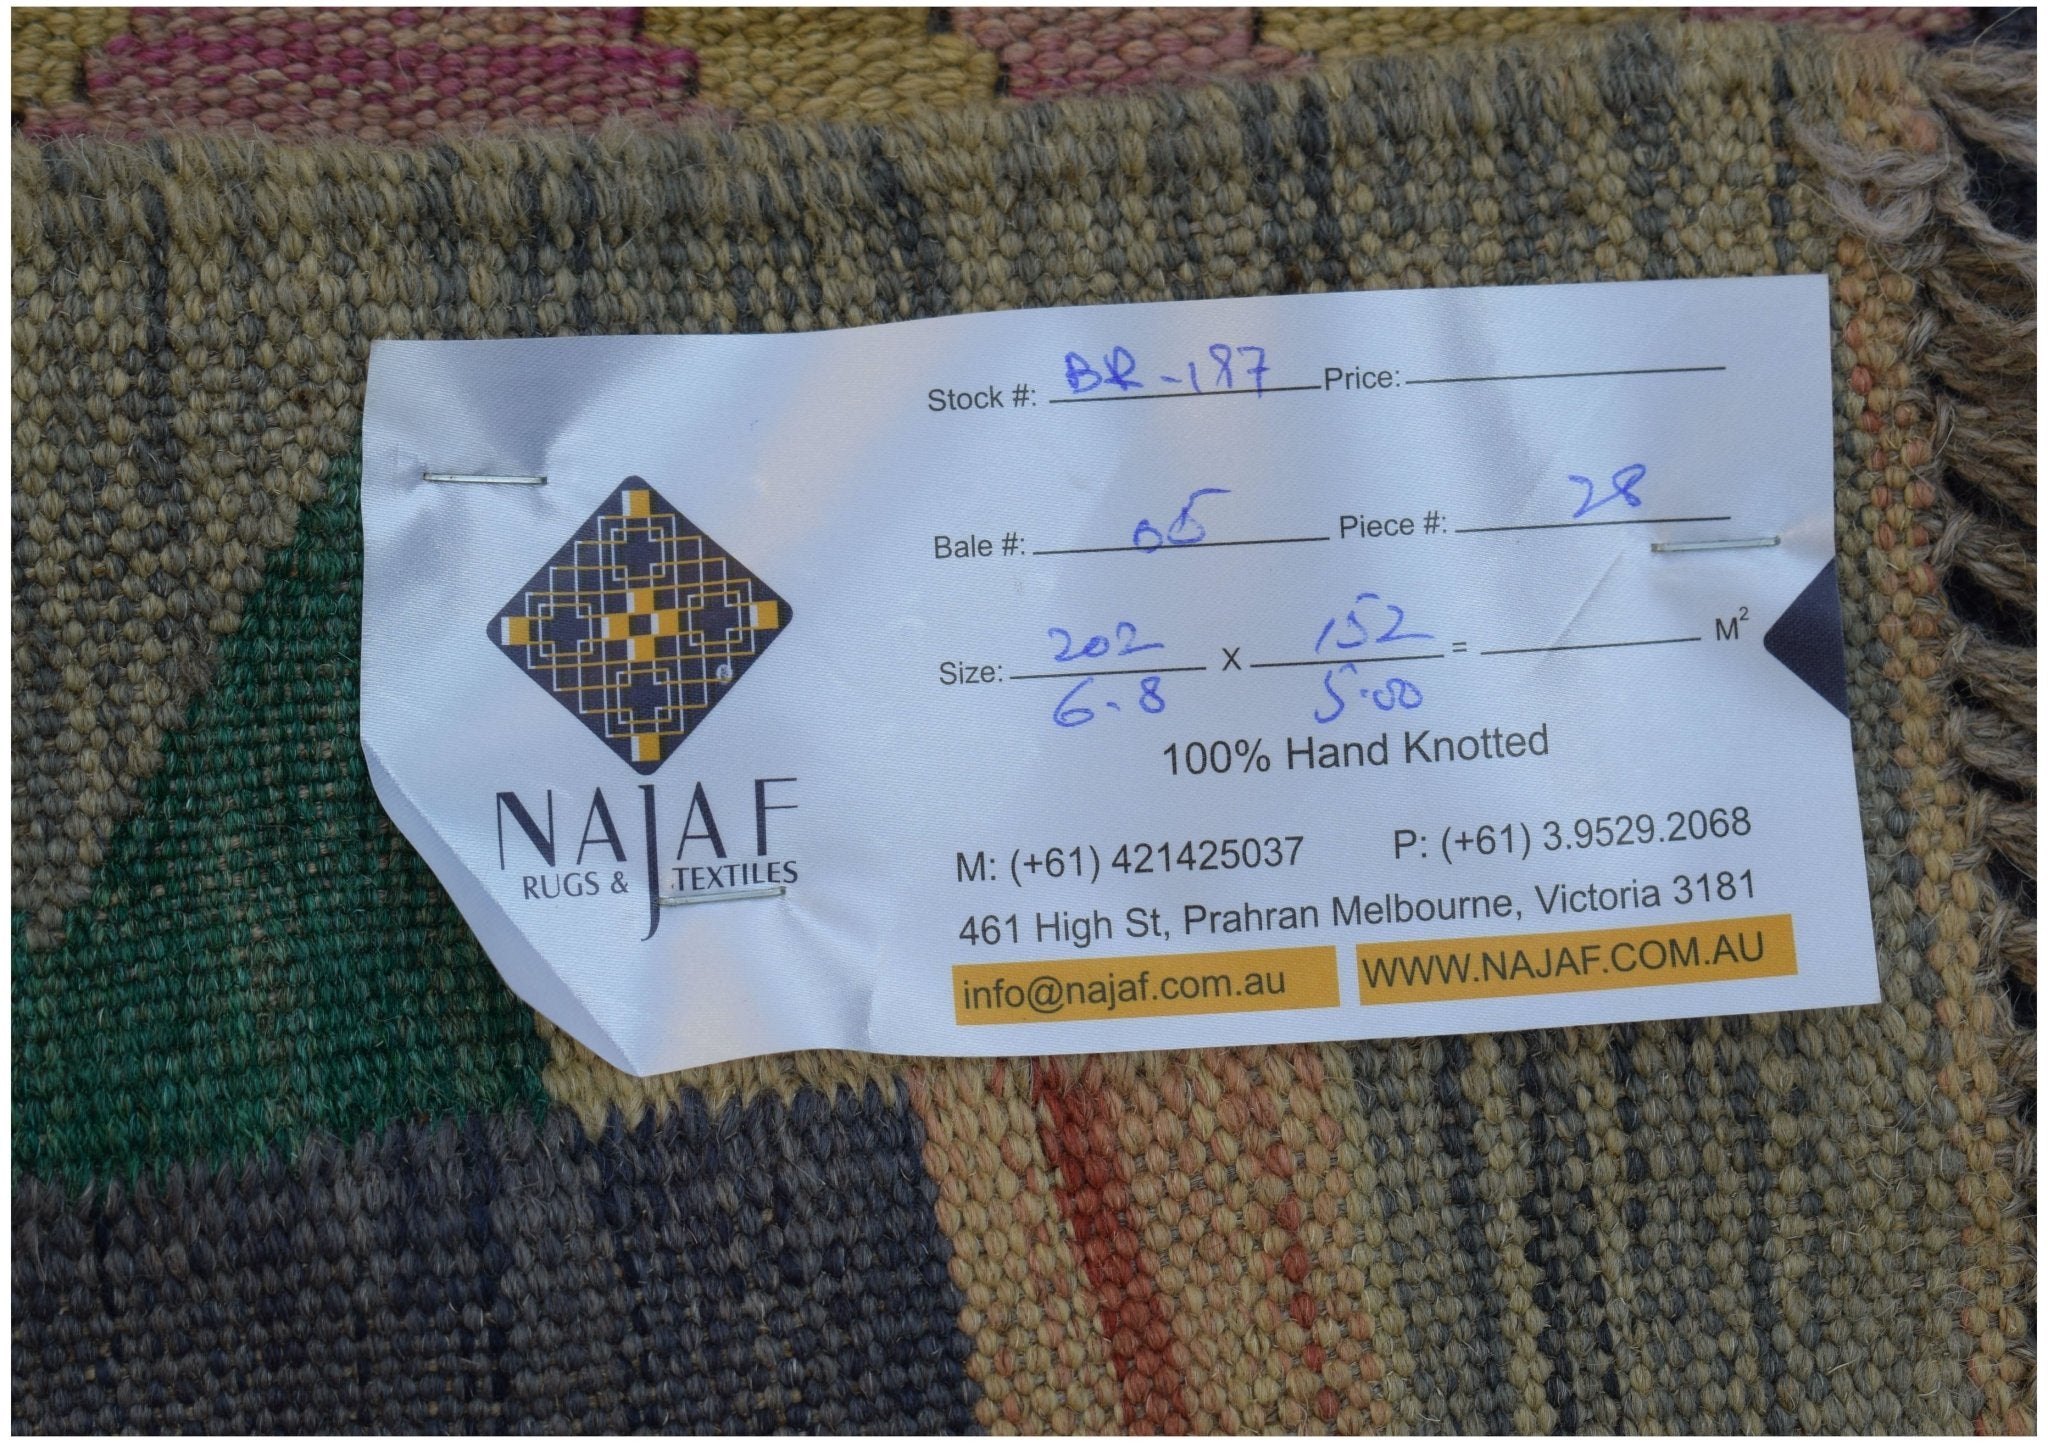 Stock #: BR-187 Price:
Bale #: 05 Piece #: 28
Size: 202 x 152 = M²
6.8 5.00
100% Hand Knotted
NAJAF
RUGS & TEXTILES
M: (+61) 421425037 P: (+61) 3.9529.2068
461 High St, Prahran Melbourne, Victoria 3181
info@najaf.com.au WWW.NAJAF.COM.AU